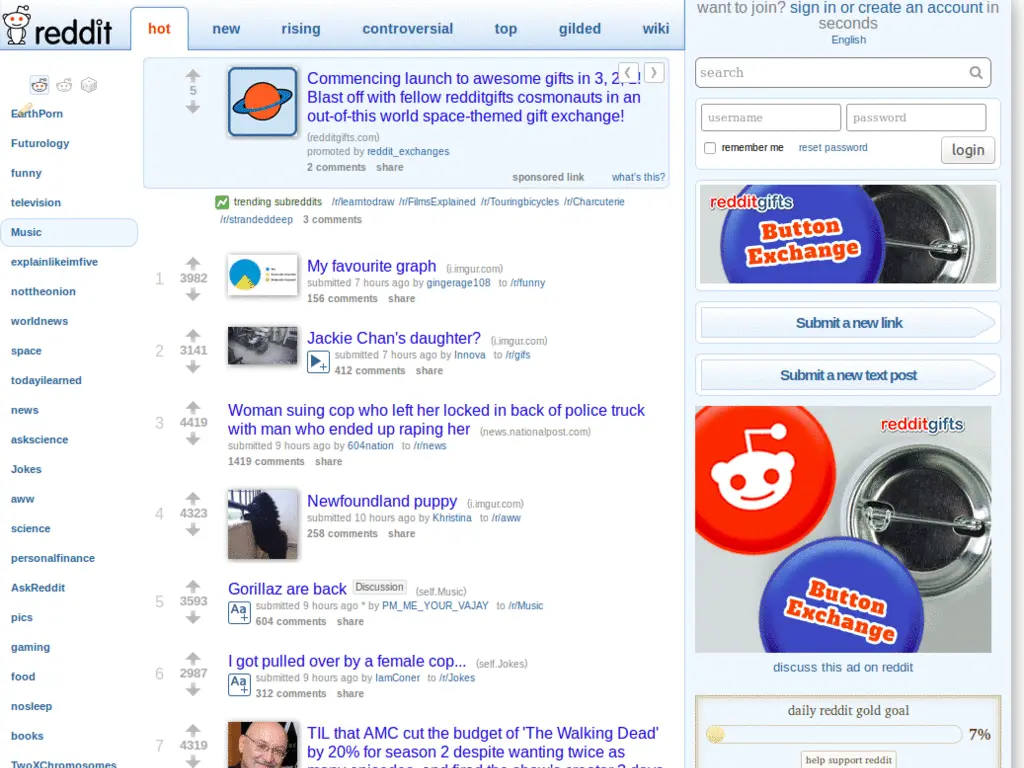 reddit
hot
new
rising
controversial
top
gilded
wiki
want to join? sign in or create an account in
seconds
English
search
username
password
remember me
reset password
login
EarthPorn
Futurology
funny
television
Music
explainlikeimfive
nottheonion
worldnews
space
todayilearned
news
askscience
Jokes
aww
science
personalfinance
AskReddit
pics
gaming
food
nosleep
books
TwoXChromosomes
5
Commencing launch to awesome gifts in 3, 2, 1!
Blast off with fellow redditgifts cosmonauts in an
out-of-this world space-themed gift exchange!
(redditgifts.com)
promoted by reddit_exchanges
2 comments share
sponsored link what's this?
trending subreddits /r/learntodraw /r/FilmsExplained /r/Touringbicycles /r/Charcuterie
/r/strandeddeep 3 comments
1
3982
My favourite graph (i.imgur.com)
submitted 7 hours ago by gingerage108 to /r/funny
156 comments share
2
3141
Jackie Chan's daughter? (i.imgur.com)
submitted 7 hours ago by Innova to /r/gifs
412 comments share
3
4419
Woman suing cop who left her locked in back of police truck
with man who ended up raping her (news.nationalpost.com)
submitted 9 hours ago by 604nation to /r/news
1419 comments share
4
4323
Newfoundland puppy (i.imgur.com)
submitted 10 hours ago by Khristina to /r/aww
258 comments share
5
3593
Gorillaz are back Discussion (self.Music)
Aa
submitted 9 hours ago * by PM_ME_YOUR_VAJAY to /r/Music
604 comments share
6
2987
I got pulled over by a female cop... (self.Jokes)
Aa
submitted 9 hours ago by IamConer to /r/Jokes
312 comments share
7
4319
TIL that AMC cut the budget of 'The Walking Dead'
by 20% for season 2 despite wanting twice as
many episodes, and fired the show's creator 3 days
redditgifts
Button
Exchange
Submit a new link
Submit a new text post
redditgifts
Button
Exchange
discuss this ad on reddit
daily reddit gold goal
7%
help support reddit